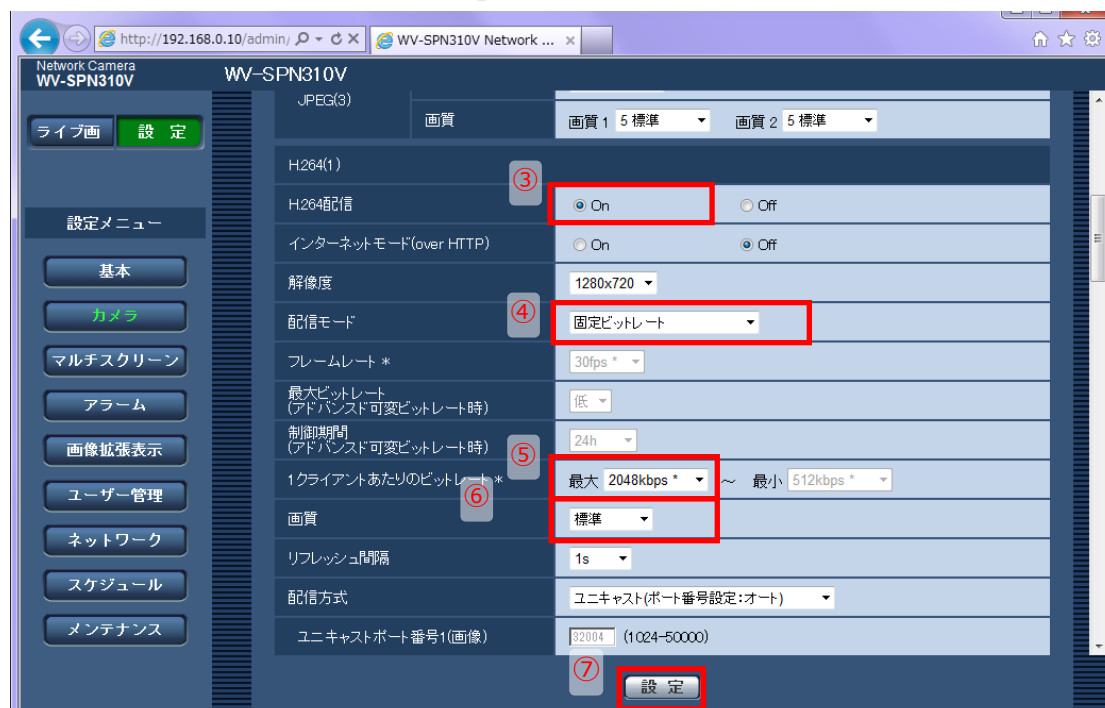 http://192.168.0.10/admin/
WV-SPN310V Network ...
Network Camera
WV-SPN310V
WV-SPN310V
ライブ画 設 定
設定メニュー
基本
カメラ
マルチスクリーン
アラーム
画像拡張表示
ユーザー管理
ネットワーク
スケジュール
メンテナンス
JPEG(3)
画質 画質 1 5 標準 画質 2 5 標準
H.264(1)
③
H.264配信 On Off
インターネットモード(over HTTP) On Off
解像度 1280x720
④
配信モード 固定ビットレート
フレームレート * 30fps *
最大ビットレート
(アドバンスド可変ビットレート時) 低
制御期間
(アドバンスド可変ビットレート時) 24h
⑤
1クライアントあたりのビットレート * 最大 2048kbps * ~ 最小 512kbps *
⑥
画質 標準
リフレッシュ間隔 1s
配信方式 ユニキャスト(ポート番号設定:オート)
ユニキャストポート番号1(画像) 32004 (1024-50000)
⑦
設 定